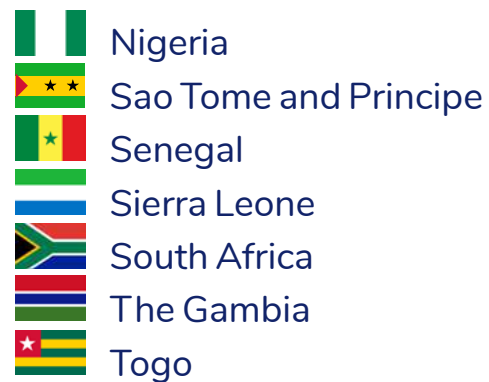 Nigeria
Sao Tome and Principe
Senegal
Sierra Leone
South Africa
The Gambia
Togo